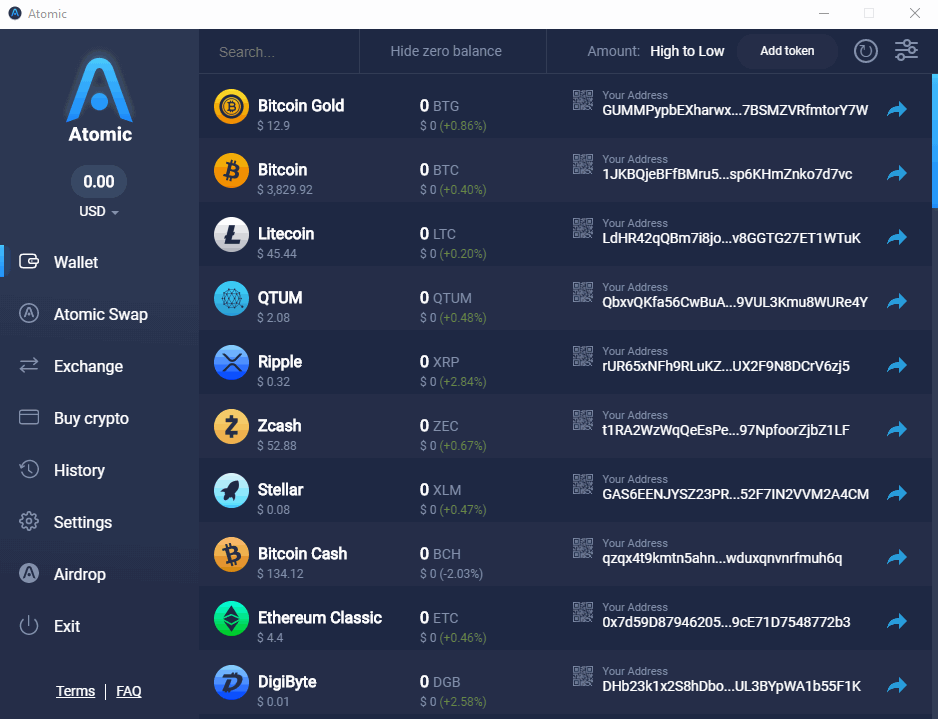 Atomic
Search...
Hide zero balance
Amount: High to Low
Add token
Atomic
0.00
USD
Wallet
Atomic Swap
Exchange
Buy crypto
History
Settings
Airdrop
Exit
Terms | FAQ
Bitcoin Gold
$ 12.9
0 BTG
$ 0 (+0.86%)
Your Address
GUMMPypbEXharwx...7BSMZVRfmtorY7W
Bitcoin
$ 3,829.92
0 BTC
$ 0 (+0.40%)
Your Address
1JKBQjeBFfBMru5...sp6KHmZnko7d7vc
Litecoin
$ 45.44
0 LTC
$ 0 (+0.20%)
Your Address
LdHR42qQBm7i8jo...v8GGTG27ET1WTuK
QTUM
$ 2.08
0 QTUM
$ 0 (+0.48%)
Your Address
QbxvQKfa56CwBuA...9VUL3Kmu8WURe4Y
Ripple
$ 0.32
0 XRP
$ 0 (+2.84%)
Your Address
rUR65xNFh9RLuKZ...UX2F9N8DCrV6zj5
Zcash
$ 52.88
0 ZEC
$ 0 (+0.67%)
Your Address
t1RA2WzWqQeEsPe...97NpfoorZjbZ1LF
Stellar
$ 0.08
0 XLM
$ 0 (+0.47%)
Your Address
GAS6EENJYSZ23PR...52F7IN2VVM2A4CM
Bitcoin Cash
$ 134.12
0 BCH
$ 0 (-2.03%)
Your Address
qzqx4t9kmtn5ahn...wduxqnvnrfmuh6q
Ethereum Classic
$ 4.4
0 ETC
$ 0 (+0.46%)
Your Address
0x7d59D87946205...9cE71D7548772b3
DigiByte
$ 0.01
0 DGB
$ 0 (+2.58%)
Your Address
DHb23k1x2S8hDbo...UL3BYpWA1b55F1K